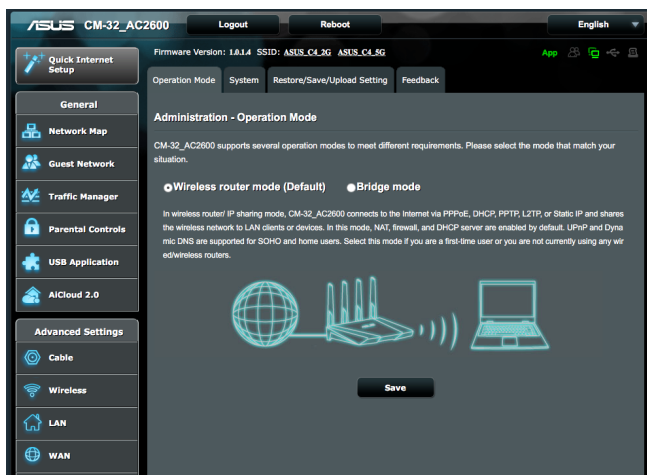 ASUS CM-32_AC2600 Logout Reboot English
Quick Internet
Setup
Firmware Version: 1.0.1.4 SSID: ASUS_C4_2G ASUS_C4_5G App
Operation Mode System Restore/Save/Upload Setting Feedback
General
Network Map
Guest Network
Traffic Manager
Parental Controls
USB Application
AiCloud 2.0
Advanced Settings
Cable
Wireless
LAN
WAN
Administration - Operation Mode
CM-32_AC2600 supports several operation modes to meet different requirements. Please select the mode that match your
situation.
Wireless router mode (Default) Bridge mode
In wireless router/ IP sharing mode, CM-32_AC2600 connects to the Internet via PPPoE, DHCP, PPTP, L2TP, or Static IP and shares
the wireless network to LAN clients or devices. In this mode, NAT, firewall, and DHCP server are enabled by default. UPnP and Dyna
mic DNS are supported for SOHO and home users. Select this mode if you are a first-time user or you are not currently using any wir
ed/wireless routers.
Save